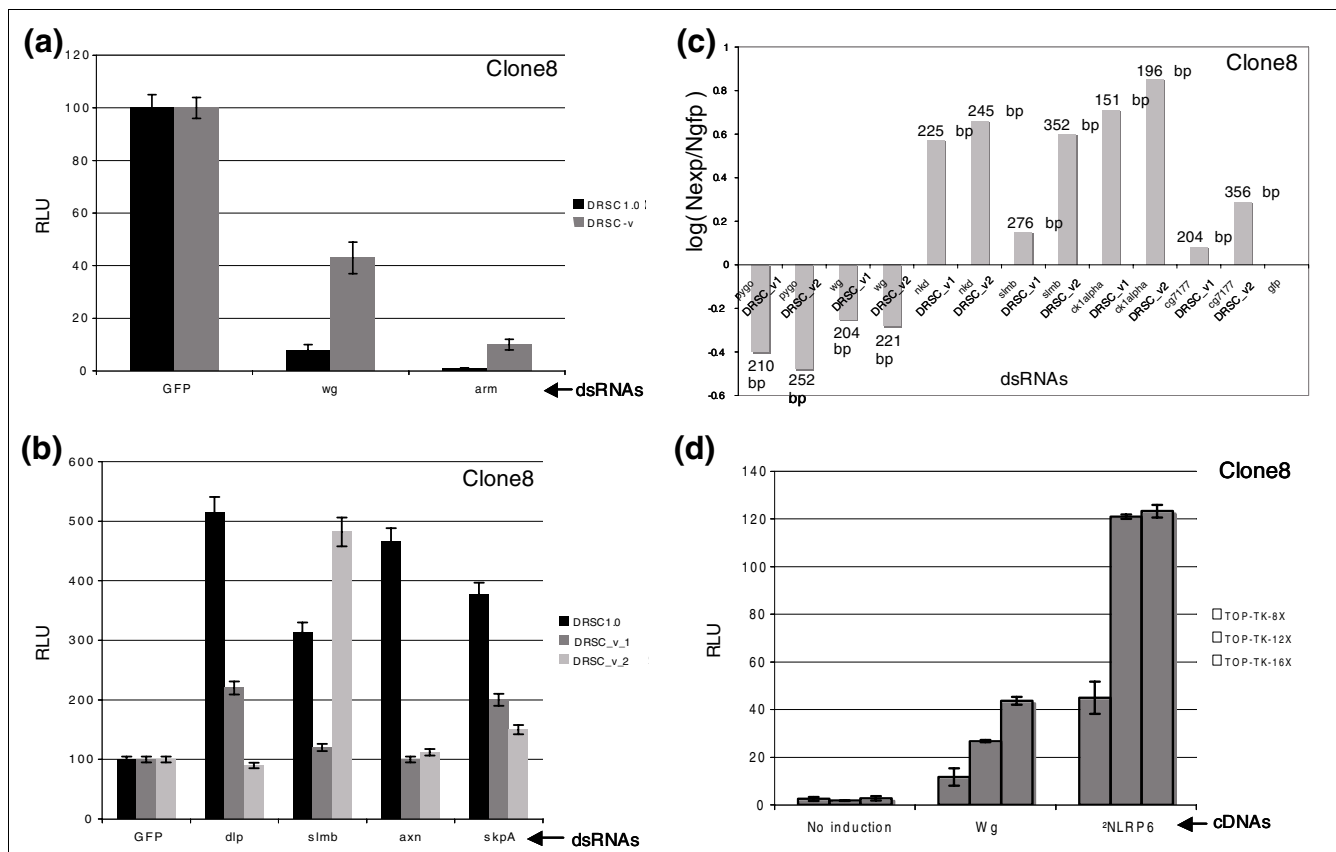 (a)
Clone8
120
100
80
60
40
20
0
RLU
GFP
wg
arm
dsRNAs
DRSC1.0
DRSC-v
(b)
Clone8
600
500
400
300
200
100
0
RLU
GFP
dlp
slmb
axn
skpA
dsRNAs
DRSC1.0
DRSC_v_1
DRSC_v_2
(c)
Clone8
1
0.8
0.6
0.4
0.2
0
-0.2
-0.4
-0.6
log(Nexp/Ngfp)
225 bp
245 bp
276 bp
352 bp
151 bp
196 bp
204 bp
356 bp
pygo
DRSC_v1
pygo
DRSC_v2
wg
DRSC_v1
wg
DRSC_v2
nkd
DRSC_v1
nkd
DRSC_v2
slmb
DRSC_v1
slmb
DRSC_v2
ck1alpha
DRSC_v1
ck1alpha
DRSC_v2
cg7177
DRSC_v1
cg7177
DRSC_v2
gfp
210
bp
252
bp
204
bp
221
bp
dsRNAs
(d)
Clone8
140
120
100
80
60
40
20
0
RLU
No induction
Wg
²NLRP6
cDNAs
TOP-TK-8X
TOP-TK-12X
TOP-TK-16X